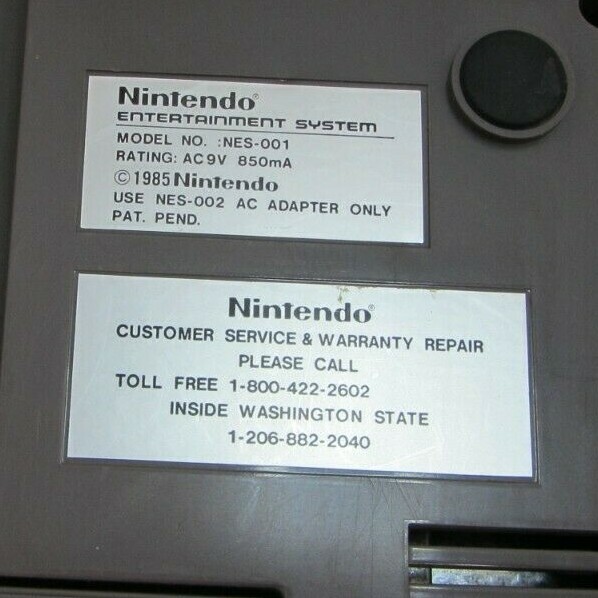 Nintendo®
ENTERTAINMENT SYSTEM
MODEL NO. :NES-001
RATING: AC9V 850mA
©1985 Nintendo
USE NES-002 AC ADAPTER ONLY
PAT. PEND.
Nintendo®
CUSTOMER SERVICE & WARRANTY REPAIR
PLEASE CALL
TOLL FREE 1-800-422-2602
INSIDE WASHINGTON STATE
1-206-882-2040